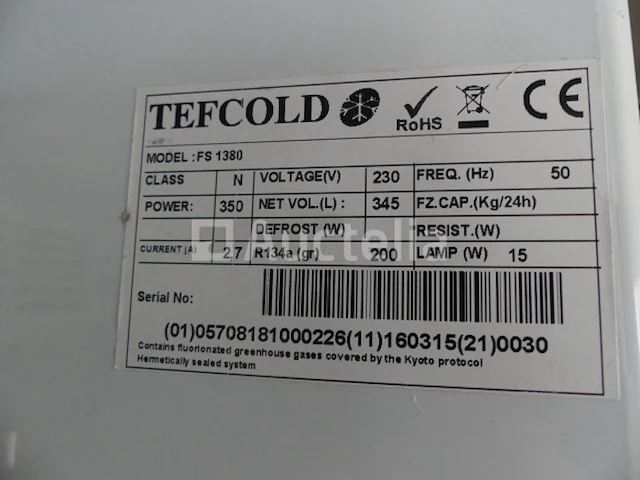 TEFCOLD RoHS CE
MODEL : FS 1380
CLASS N VOLTAGE(V) 230 FREQ. (Hz) 50
POWER: 350 NET VOL.(L) : 345 FZ.CAP.(Kg/24h)
DEFROST (W) RESIST.(W)
CURRENT (A) 2,7 R134a (gr) 200 LAMP (W) 15
Auctelia
Serial No:
(01)05708181000226(11)160315(21)0030
Contains fluorionated greenhouse gases covered by the Kyoto protocol
Hermetically sealed system